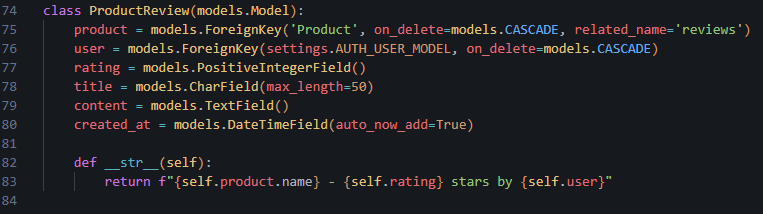 74 class ProductReview(models.Model):
75     product = models.ForeignKey('Product', on_delete=models.CASCADE, related_name='reviews')
76     user = models.ForeignKey(settings.AUTH_USER_MODEL, on_delete=models.CASCADE)
77     rating = models.PositiveIntegerField()
78     title = models.CharField(max_length=50)
79     content = models.TextField()
80     created_at = models.DateTimeField(auto_now_add=True)
81
82     def __str__(self):
83         return f"{self.product.name} - {self.rating} stars by {self.user}"
84